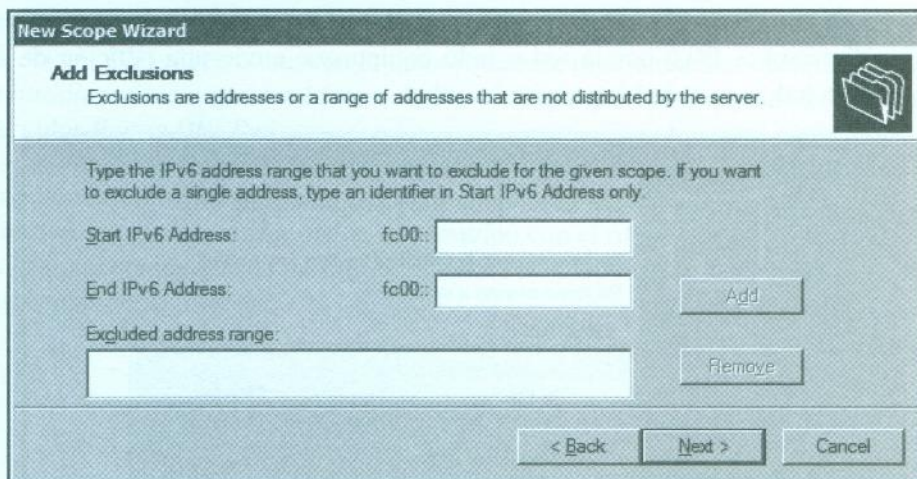 New Scope Wizard
Add Exclusions
Exclusions are addresses or a range of addresses that are not distributed by the server.
Type the IPv6 address range that you want to exclude for the given scope. If you want
to exclude a single address, type an identifier in Start IPv6 Address only.
Start IPv6 Address: fc00::
End IPv6 Address: fc00::
Add
Excluded address range:
Remove
< Back Next > Cancel